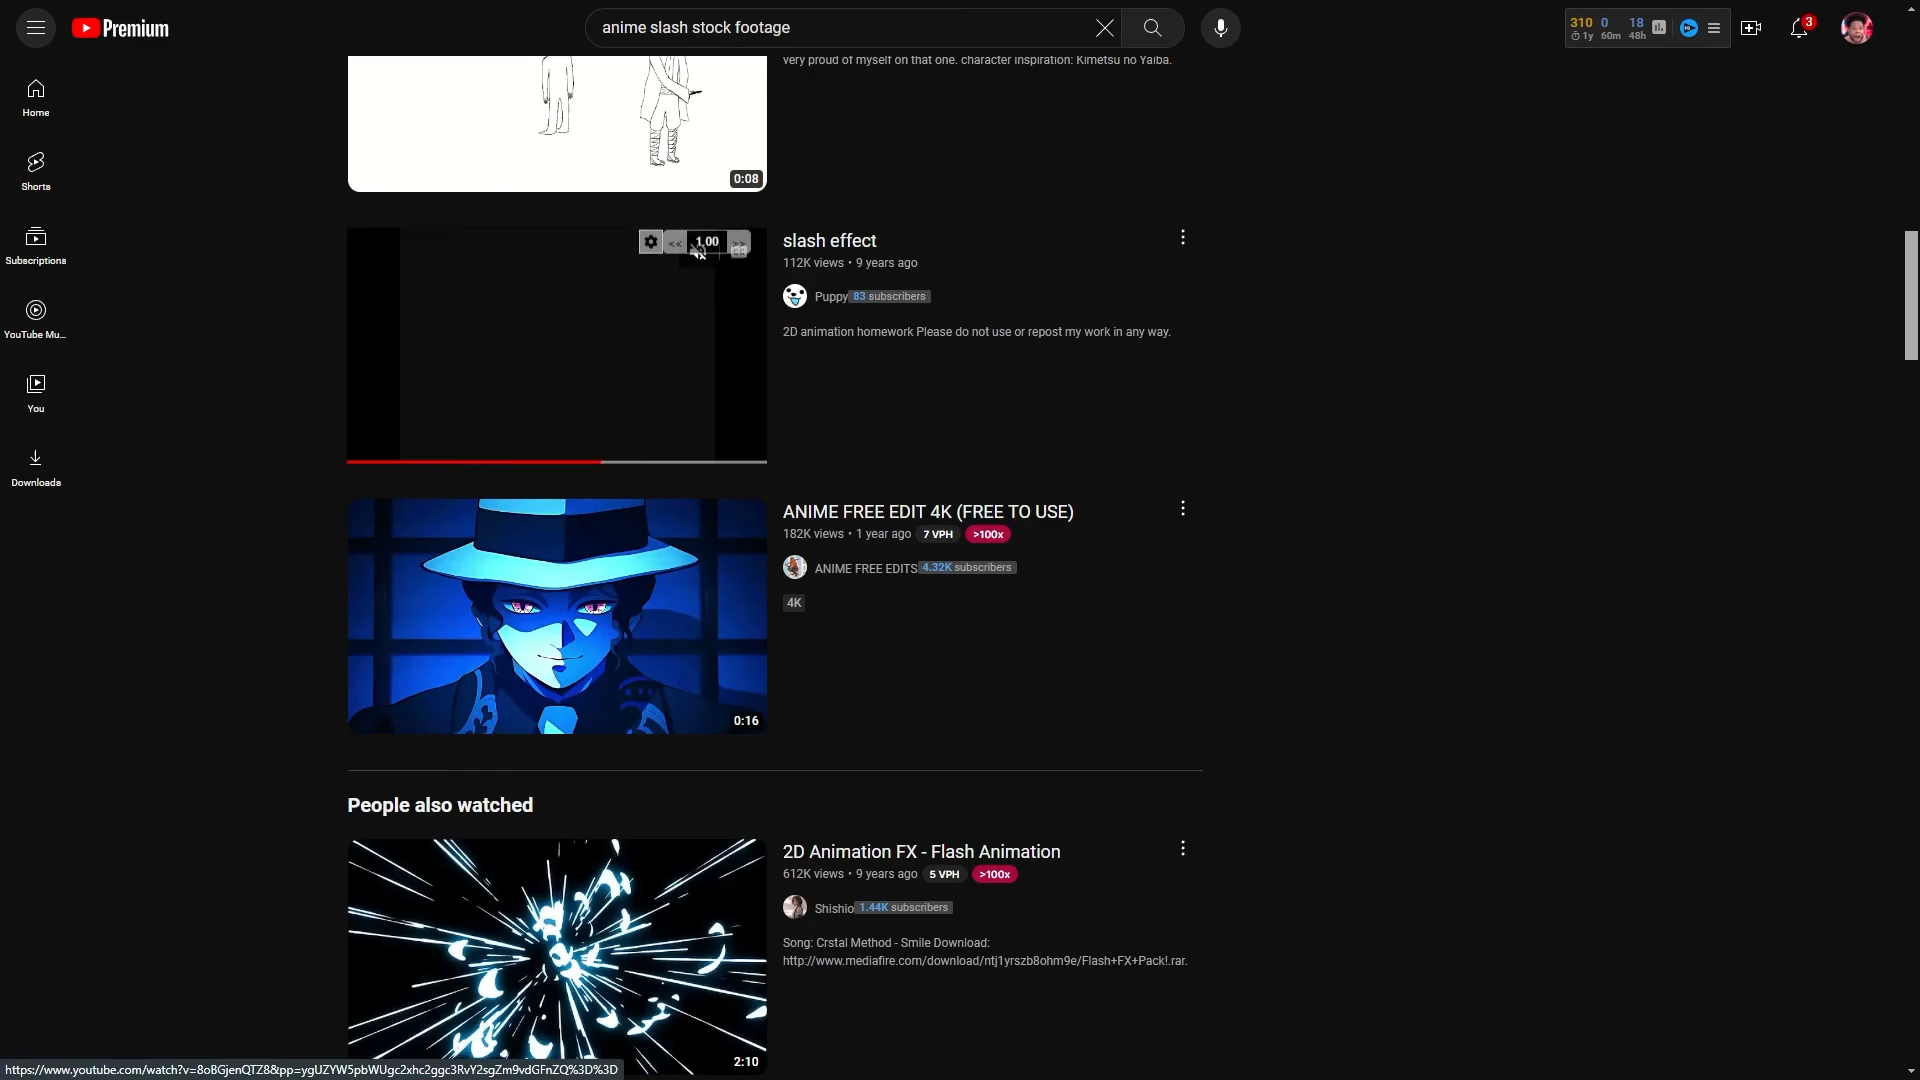 Premium
anime slash stock footage
310 0 18
1y 60m 48h
3
very proud of myself on that one. character inspiration: Kimetsu no Yaiba.
Home
Shorts
Subscriptions
YouTube Mu...
You
Downloads
0:08
<< 1.00 >>
slash effect
112K views • 9 years ago
Puppy 83 subscribers
2D animation homework Please do not use or repost my work in any way.
ANIME FREE EDIT 4K (FREE TO USE)
182K views • 1 year ago 7 VPH >100x
ANIME FREE EDITS 4.32K subscribers
4K
0:16
People also watched
2D Animation FX - Flash Animation
612K views • 9 years ago 5 VPH >100x
Shishio 1.44K subscribers
Song: Crstal Method - Smile Download:
http://www.mediafire.com/download/ntj1yrszb8ohm9e/Flash+FX+Pack!.rar.
2:10
https://www.youtube.com/watch?v=8oBGjenQTZ8&pp=ygUZYW5pbWUgc2xhc2ggc3RvY2sgZm9vdGFnZQ%3D%3D